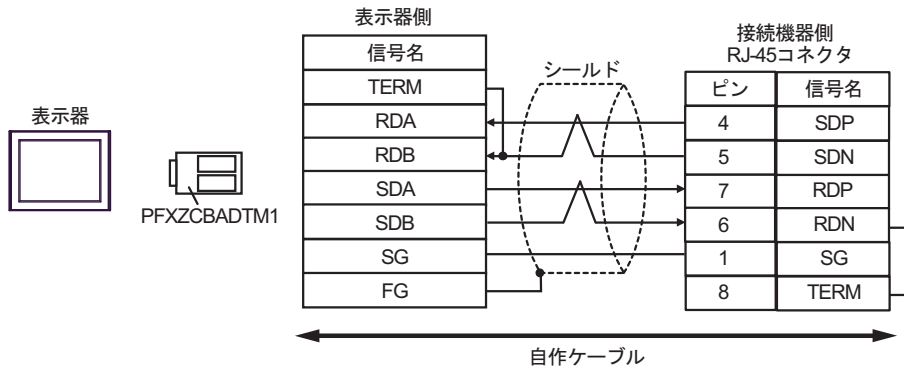 表示器
PFXZCBADTM1
表示器側
信号名
TERM
RDA
RDB
SDA
SDB
SG
FG
シールド
接続機器側
RJ-45コネクタ
ピン 信号名
4 SDP
5 SDN
7 RDP
6 RDN
1 SG
8 TERM
自作ケーブル